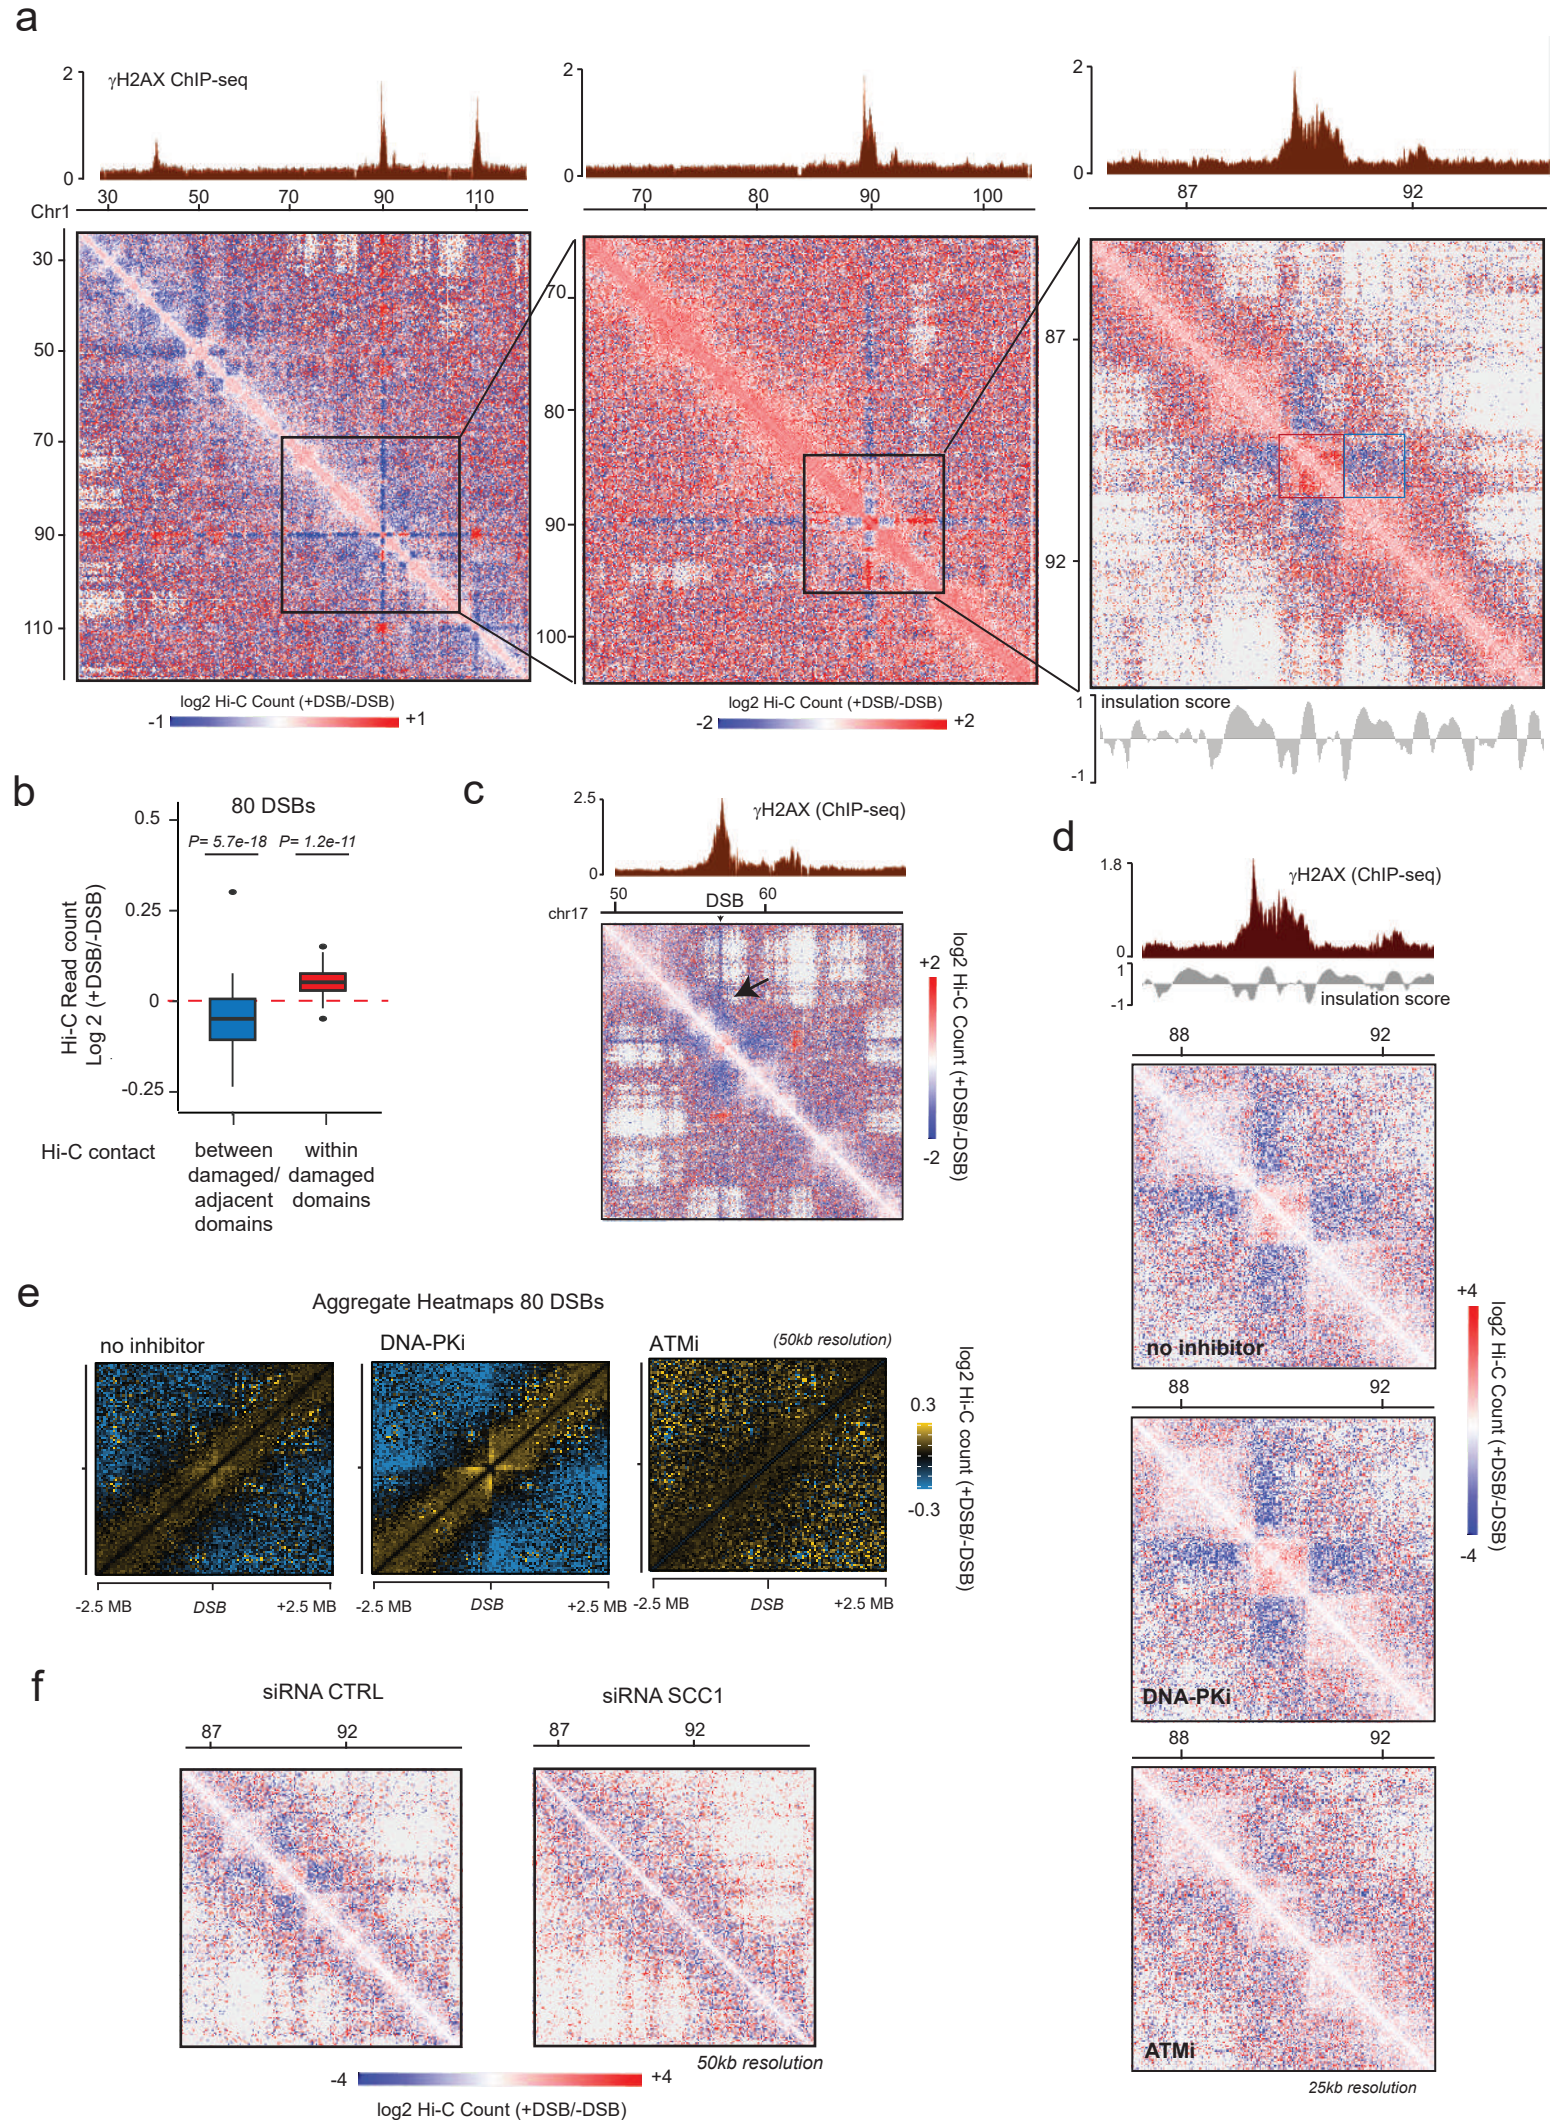 a
γH2AX ChIP-seq
2
0
30 50 70 90 110
Chr1
30
50
70
90
110
log2 Hi-C Count (+DSB/-DSB)
-1 +1
2
0
70 80 90 100
70
80
90
100
log2 Hi-C Count (+DSB/-DSB)
-2 +2
2
0
87 92
87
92
1
insulation score
-1
b
80 DSBs
P= 5.7e-18 P= 1.2e-11
0.5
0.25
0
-0.25
Hi-C Read count
Log 2 (+DSB/-DSB)
Hi-C contact
between
damaged/
adjacent
domains
within
damaged
domains
c
2.5
0
γH2AX (ChIP-seq)
50 60
DSB
chr17
+2
-2
log2 Hi-C Count (+DSB/-DSB)
d
1.8
0
γH2AX (ChIP-seq)
1
-1
insulation score
88 92
no inhibitor
88 92
DNA-PKi
88 92
ATMi
25kb resolution
+4
-4
log2 Hi-C Count (+DSB/-DSB)
e
Aggregate Heatmaps 80 DSBs
no inhibitor
DNA-PKi
ATMi
(50kb resolution)
-2.5 MB DSB +2.5 MB
-2.5 MB DSB +2.5 MB
-2.5 MB DSB +2.5 MB
0.3
-0.3
log2 Hi-C count (+DSB/-DSB)
f
siRNA CTRL
87 92
siRNA SCC1
87 92
50kb resolution
-4 +4
log2 Hi-C Count (+DSB/-DSB)